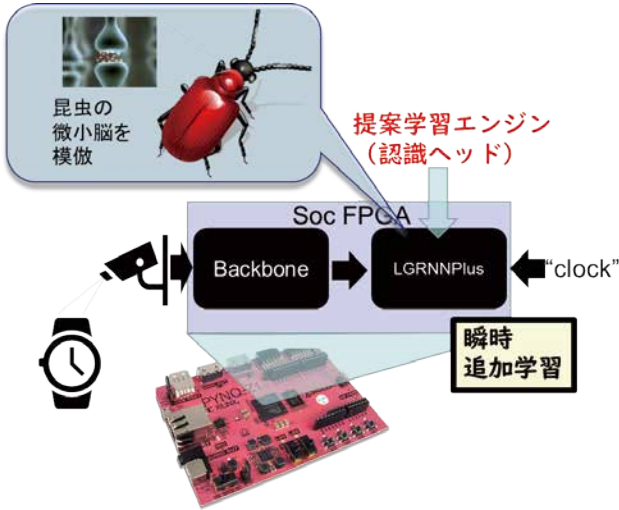 昆虫の
微小脳を
模倣
提案学習エンジン
（認識ヘッド）
Soc FPGA
Backbone
LGRNNPlus
“clock”
瞬時
追加学習